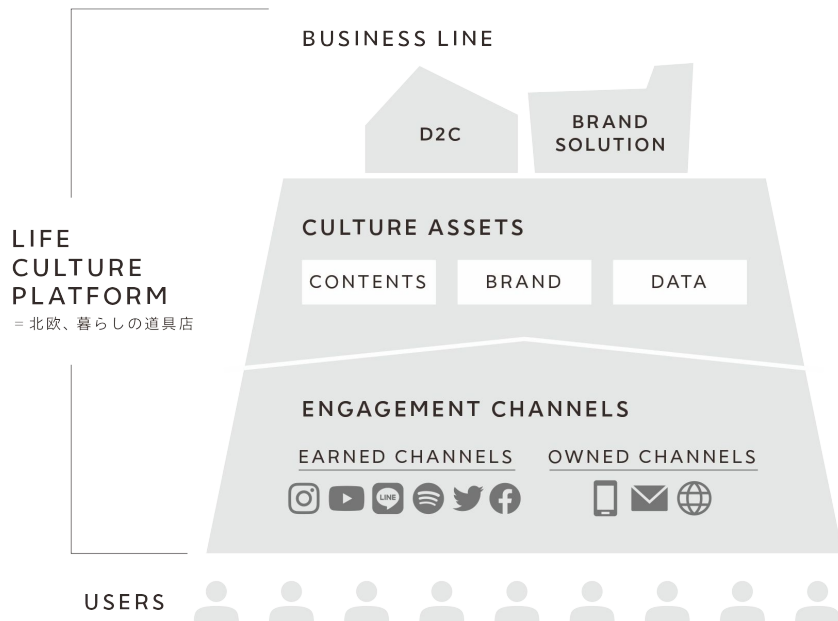 BUSINESS LINE
D2C
BRAND
SOLUTION
LIFE
CULTURE
PLATFORM
= 北欧、暮らしの道具店
CULTURE ASSETS
CONTENTS
BRAND
DATA
ENGAGEMENT CHANNELS
EARNED CHANNELS
OWNED CHANNELS
LINE
USERS